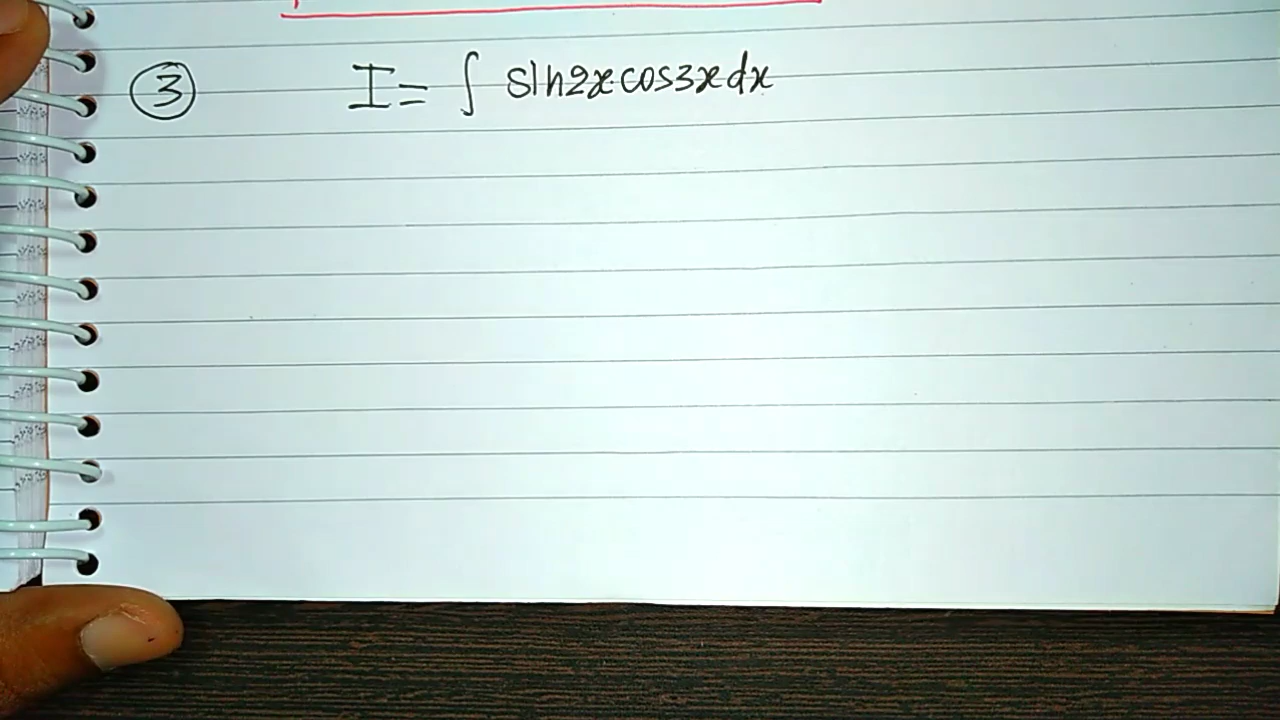 ③ I = ∫ sin2x cos3x dx